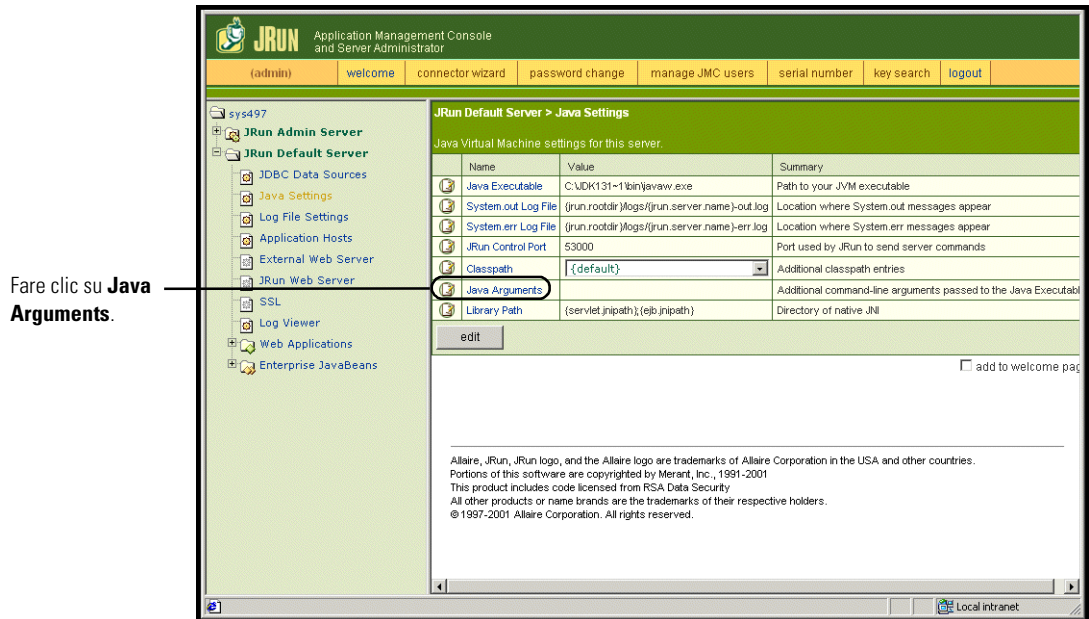 JRUN
Application Management Console
and Server Administrator
(admin) welcome connector wizard password change manage JMC users serial number key search logout
sys497
JRun Admin Server
JRun Default Server
JDBC Data Sources
Java Settings
Log File Settings
Application Hosts
External Web Server
JRun Web Server
SSL
Log Viewer
Web Applications
Enterprise JavaBeans
Fare clic su Java
Arguments.
JRun Default Server > Java Settings
Java Virtual Machine settings for this server.
Name Value Summary
Java Executable C:\JDK131~1\bin\javaw.exe Path to your JVM executable
System.out Log File {jrun.rootdir}/logs/{jrun.server.name}-out.log Location where System.out messages appear
System.err Log File {jrun.rootdir}/logs/{jrun.server.name}-err.log Location where System.err messages appear
JRun Control Port 53000 Port used by JRun to send server commands
Classpath {default} Additional classpath entries
Java Arguments Additional command-line arguments passed to the Java Executabl
Library Path {servlet.jnipath};{ejb.jnipath} Directory of native JNI
edit
add to welcome pag
Allaire, JRun, JRun logo, and the Allaire logo are trademarks of Allaire Corporation in the USA and other countries.
Portions of this software are copyrighted by Merant, Inc., 1991-2001
This product includes code licensed from RSA Data Security
All other products or name brands are the trademarks of their respective holders.
©1997-2001 Allaire Corporation. All rights reserved.
Local intranet